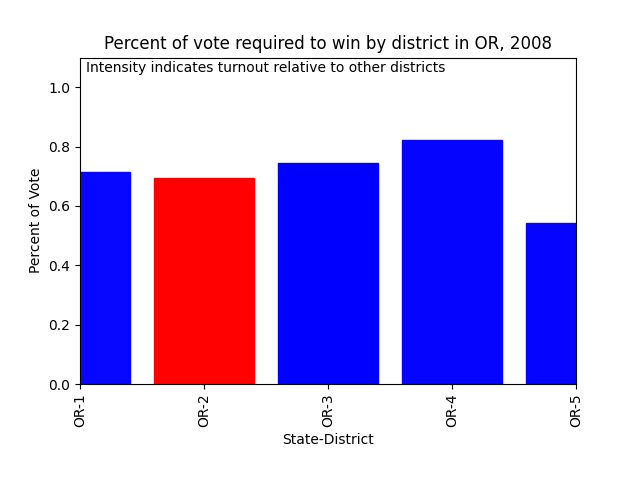 Percent of vote required to win by district in OR, 2008
Intensity indicates turnout relative to other districts
1.0
0.8
0.6
0.4
0.2
0.0
Percent of Vote
OR-1
OR-2
OR-3
OR-4
OR-5
State-District